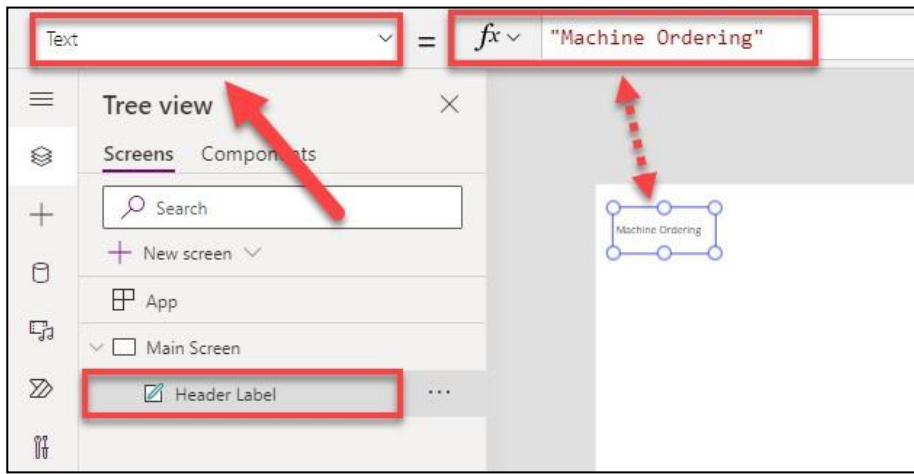 Text = fx "Machine Ordering"
Tree view
Screens Components
Search
New screen
App
Main Screen
Header Label
Machine Ordering